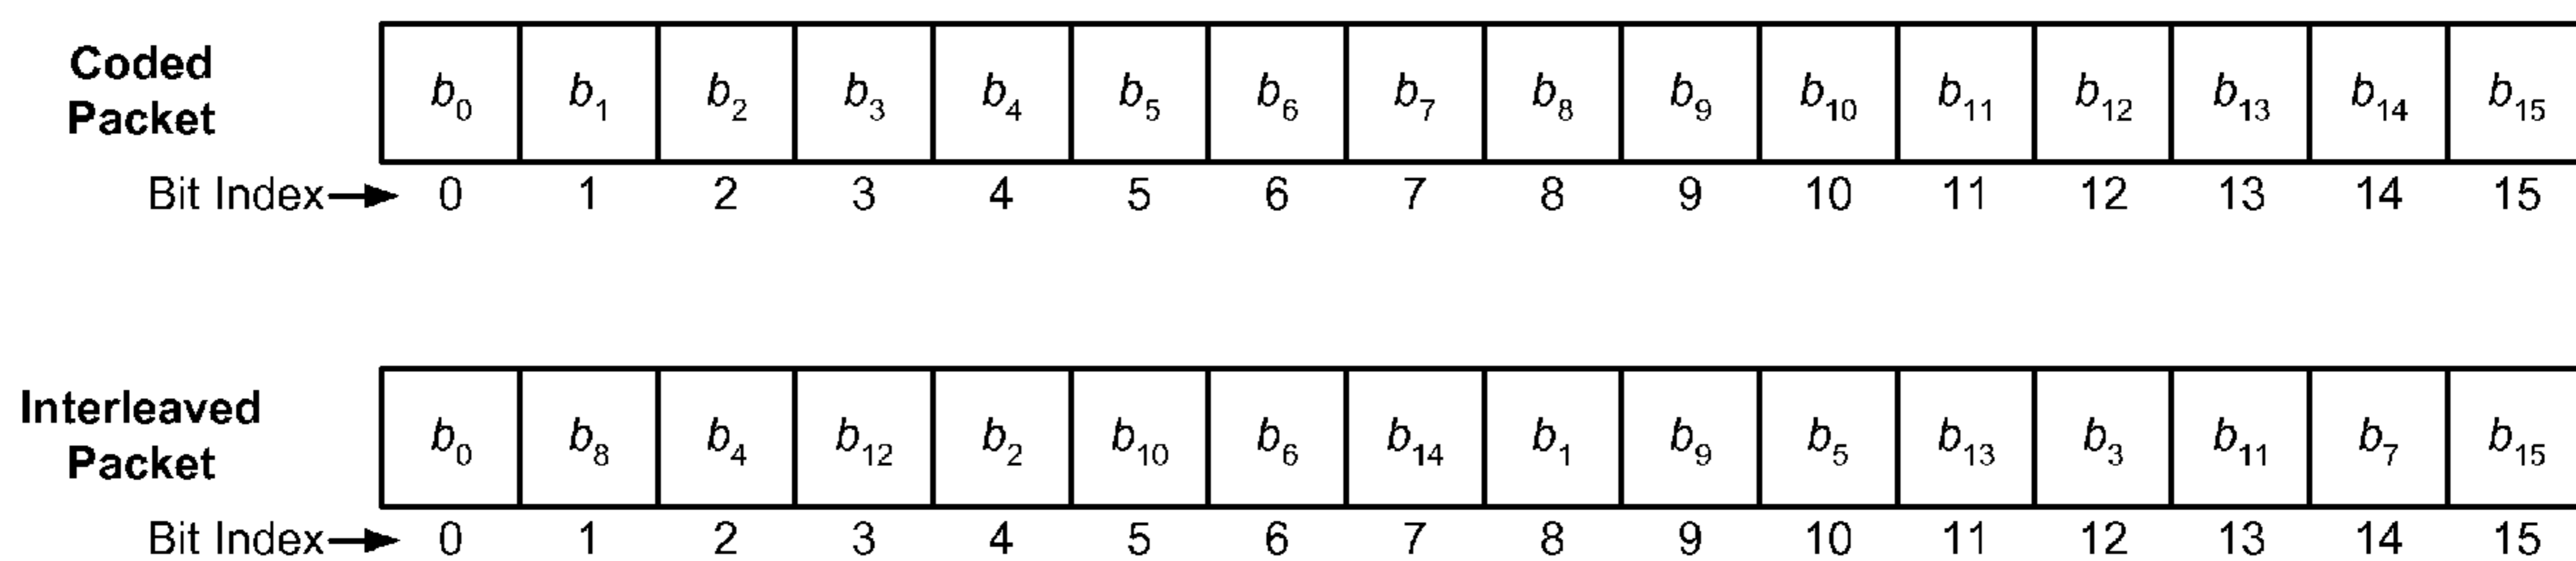 Coded
Packet
b0 b1 b2 b3 b4 b5 b6 b7 b8 b9 b10 b11 b12 b13 b14 b15
Bit Index 0 1 2 3 4 5 6 7 8 9 10 11 12 13 14 15
Interleaved
Packet
b0 b8 b4 b12 b2 b10 b6 b14 b1 b9 b5 b13 b3 b11 b7 b15
Bit Index 0 1 2 3 4 5 6 7 8 9 10 11 12 13 14 15